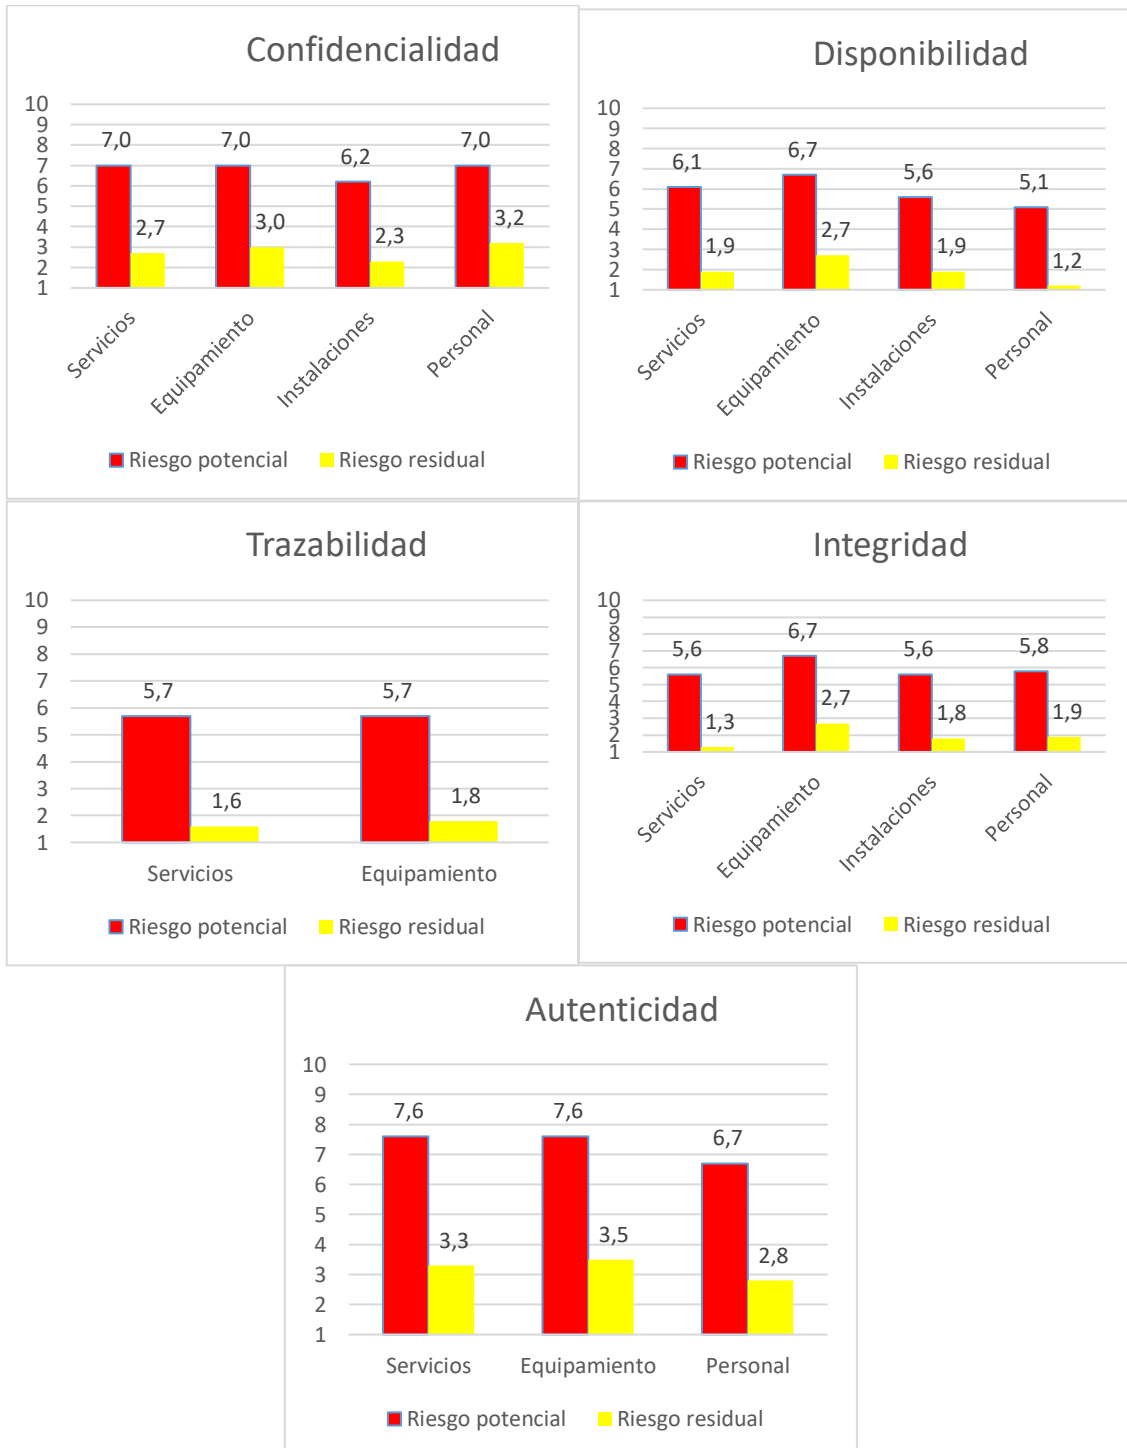 Confidencialidad
10
9
8
7
6
5
4
3
2
1
7,0 7,0 6,2 7,0
2,7 3,0 2,3 3,2
Servicios Equipamiento Instalaciones Personal
Riesgo potencial Riesgo residual
Disponibilidad
10
9
8
7
6
5
4
3
2
1
6,1 6,7 5,6 5,1
1,9 2,7 1,9 1,2
Servicios Equipamiento Instalaciones Personal
Riesgo potencial Riesgo residual
Trazabilidad
10
9
8
7
6
5
4
3
2
1
5,7 5,7
1,6 1,8
Servicios Equipamiento
Riesgo potencial Riesgo residual
Integridad
10
9
8
7
6
5
4
3
2
1
5,6 6,7 5,6 5,8
1,3 2,7 1,8 1,9
Servicios Equipamiento Instalaciones Personal
Riesgo potencial Riesgo residual
Autenticidad
10
9
8
7
6
5
4
3
2
1
7,6 7,6 6,7
3,3 3,5 2,8
Servicios Equipamiento Personal
Riesgo potencial Riesgo residual